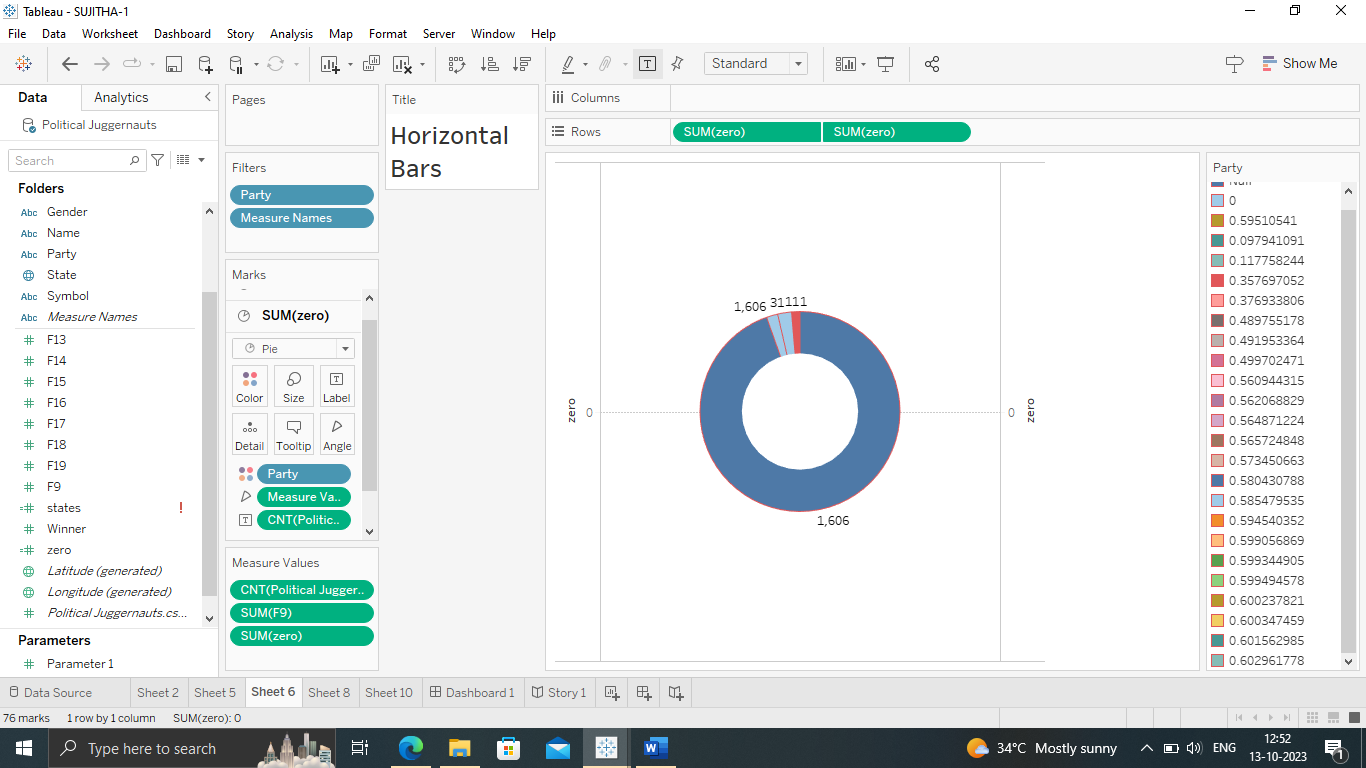 Tableau - SUJITHA-1
File Data Worksheet Dashboard Story Analysis Map Format Server Window Help
Standard
Show Me
Data Analytics
Political Juggernauts
Search
Folders
Abc Gender
Abc Name
Abc Party
State
Abc Symbol
Abc Measure Names
F13
F14
F15
F16
F17
F18
F19
F9
states !
Winner
zero
Latitude (generated)
Longitude (generated)
Political Juggernauts.cs...
Parameters
Parameter 1
Pages
Filters
Party
Measure Names
Marks
SUM(zero)
Pie
Color Size Label
Detail Tooltip Angle
Party
Measure Va..
CNT(Politic..
Measure Values
CNT(Political Jugger..
SUM(F9)
SUM(zero)
Title
Horizontal
Bars
Columns
Rows SUM(zero) SUM(zero)
1,606 31111
zero 0 0 zero
1,606
Party
Null
0
0.59510541
0.097941091
0.117758244
0.357697052
0.376933806
0.489755178
0.491953364
0.499702471
0.560944315
0.562068829
0.564871224
0.565724848
0.573450663
0.580430788
0.585479535
0.594540352
0.599056869
0.599344905
0.599494578
0.600237821
0.600347459
0.601562985
0.602961778
Data Source Sheet 2 Sheet 5 Sheet 6 Sheet 8 Sheet 10 Dashboard 1 Story 1
76 marks 1 row by 1 column SUM(zero): 0
Type here to search
34°C Mostly sunny
ENG
12:52
13-10-2023
1